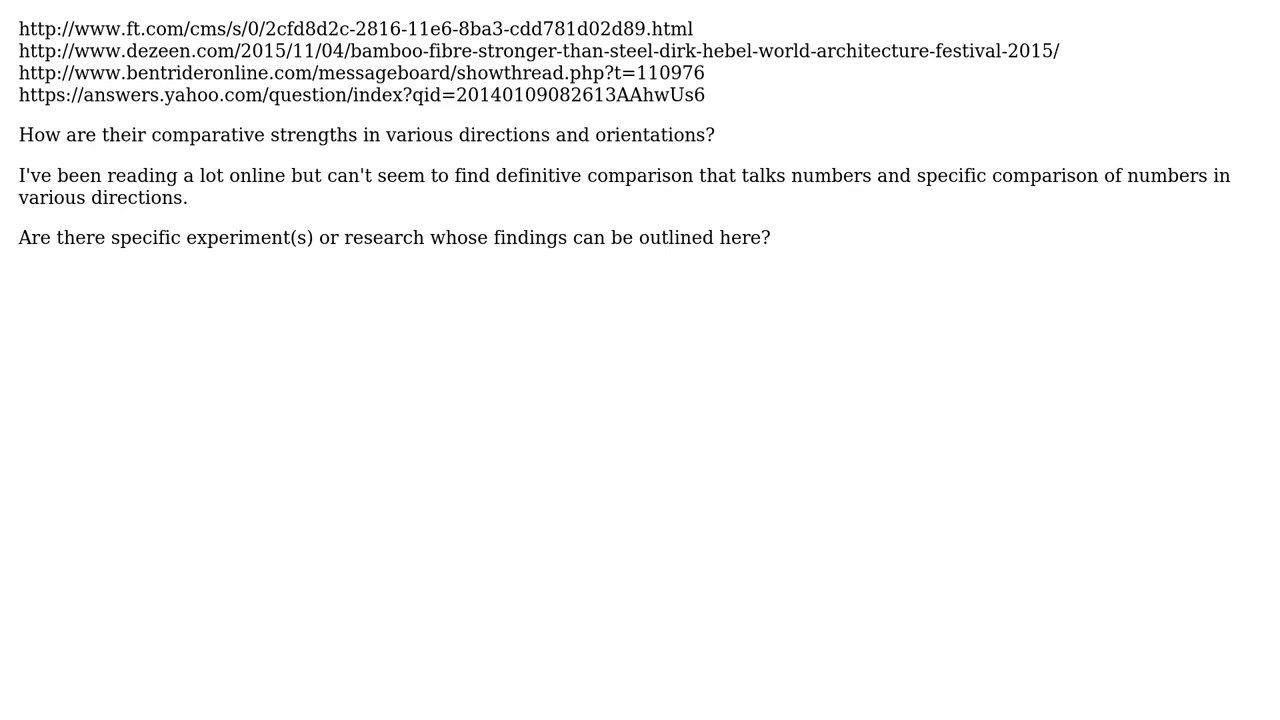 http://www.ft.com/cms/s/0/2cfd8d2c-2816-11e6-8ba3-cdd781d02d89.html
http://www.dezeen.com/2015/11/04/bamboo-fibre-stronger-than-steel-dirk-hebel-world-architecture-festival-2015/
http://www.bentrideronline.com/messageboard/showthread.php?t=110976
https://answers.yahoo.com/question/index?qid=20140109082613AAhwUs6
How are their comparative strengths in various directions and orientations?
I've been reading a lot online but can't seem to find definitive comparison that talks numbers and specific comparison of numbers in
various directions.
Are there specific experiment(s) or research whose findings can be outlined here?